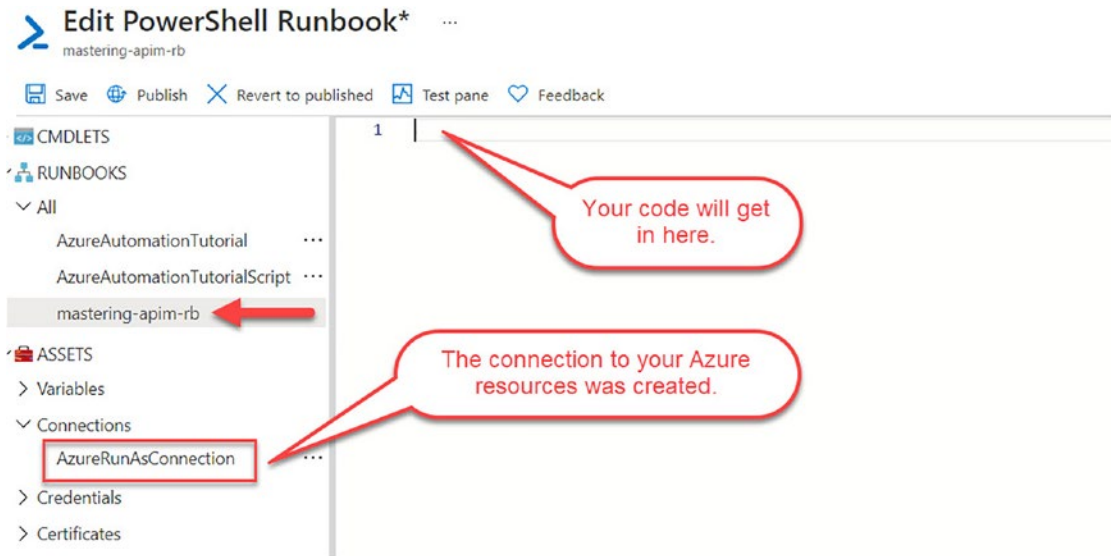 Edit PowerShell Runbook* ...
mastering-apim-rb
Save Publish Revert to published Test pane Feedback
CMDLETS
RUNBOOKS
All
AzureAutomationTutorial ...
AzureAutomationTutorialScript ...
mastering-apim-rb
ASSETS
Variables
Connections
AzureRunAsConnection ...
Credentials
Certificates
1
Your code will get
in here.
The connection to your Azure
resources was created.